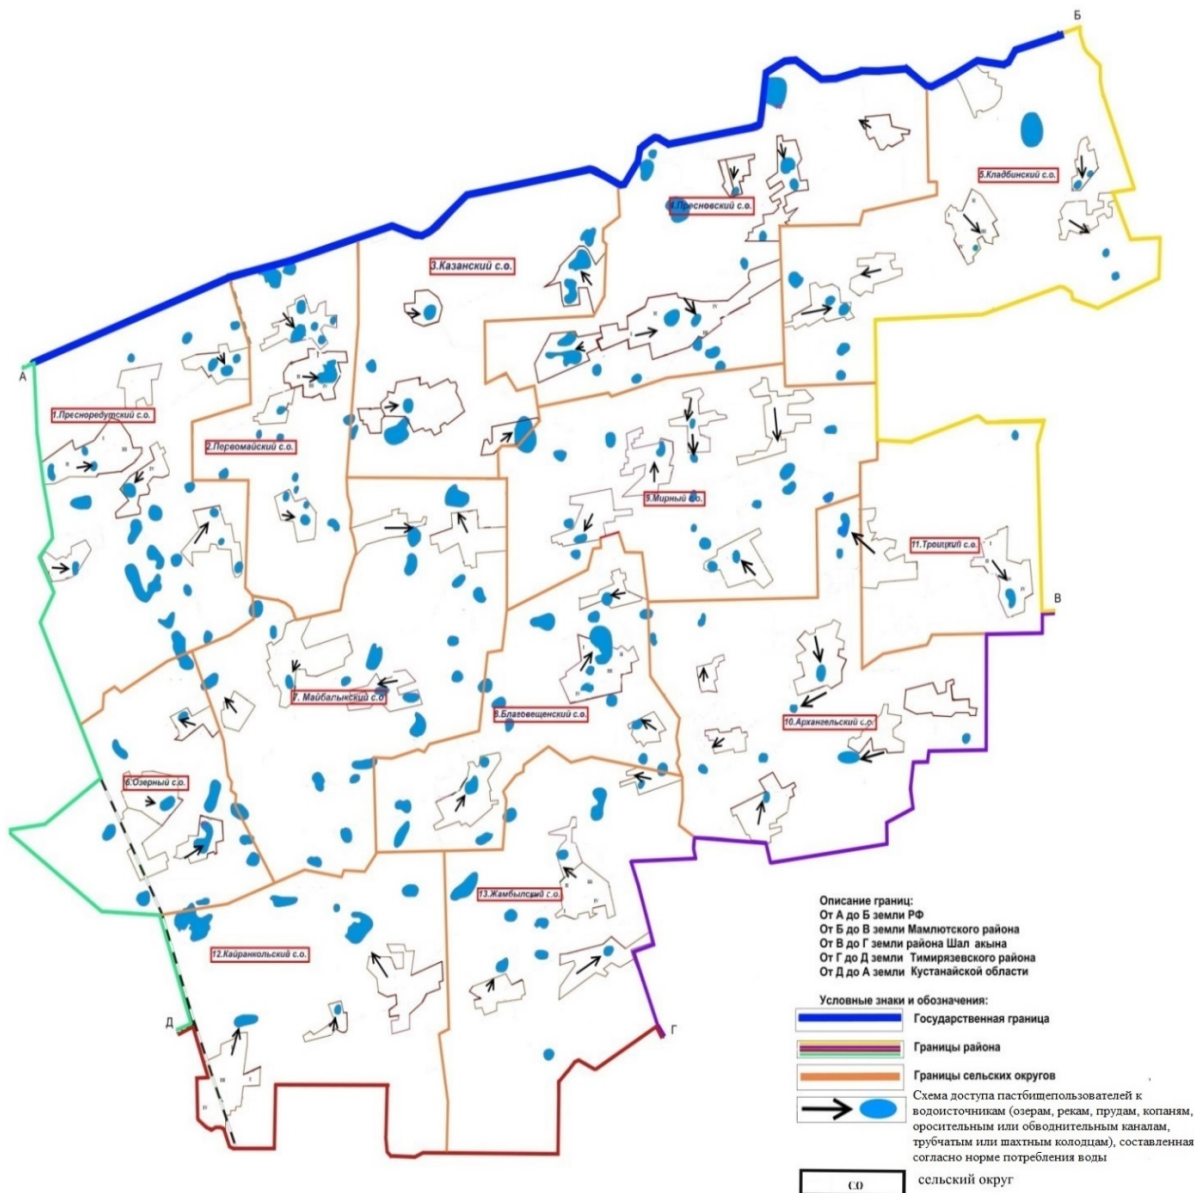 Б
5.Кладбинский с.о.
4.Пресновский с.о.
3.Казанский с.о.
А
1.Пресноредутский с.о.
2.Первомайский с.о.
9.Мирный с.о.
11.Троицкий с.о.
В
7. Майбалыкский с.о
8.Благовещенский с.о.
10.Архангельский с.о.
6.Озерный с.о.
13.Жамбылский с.о.
12.Кайранкольский с.о.
Д
Г
Описание границ:
От А до Б земли РФ
От Б до В земли Мамлютского района
От В до Г земли района Шал акына
От Г до Д земли Тимирязевского района
От Д до А земли Кустанайской области
Условные знаки и обозначения:
Государственная граница
Границы района
Границы сельских округов
Схема доступа пастбищепользователей к
водоисточникам (озерам, рекам, прудам, копаням,
оросительным или обводнительным каналам,
трубчатым или шахтным колодцам), составленная
согласно норме потребления воды
СО
сельский округ